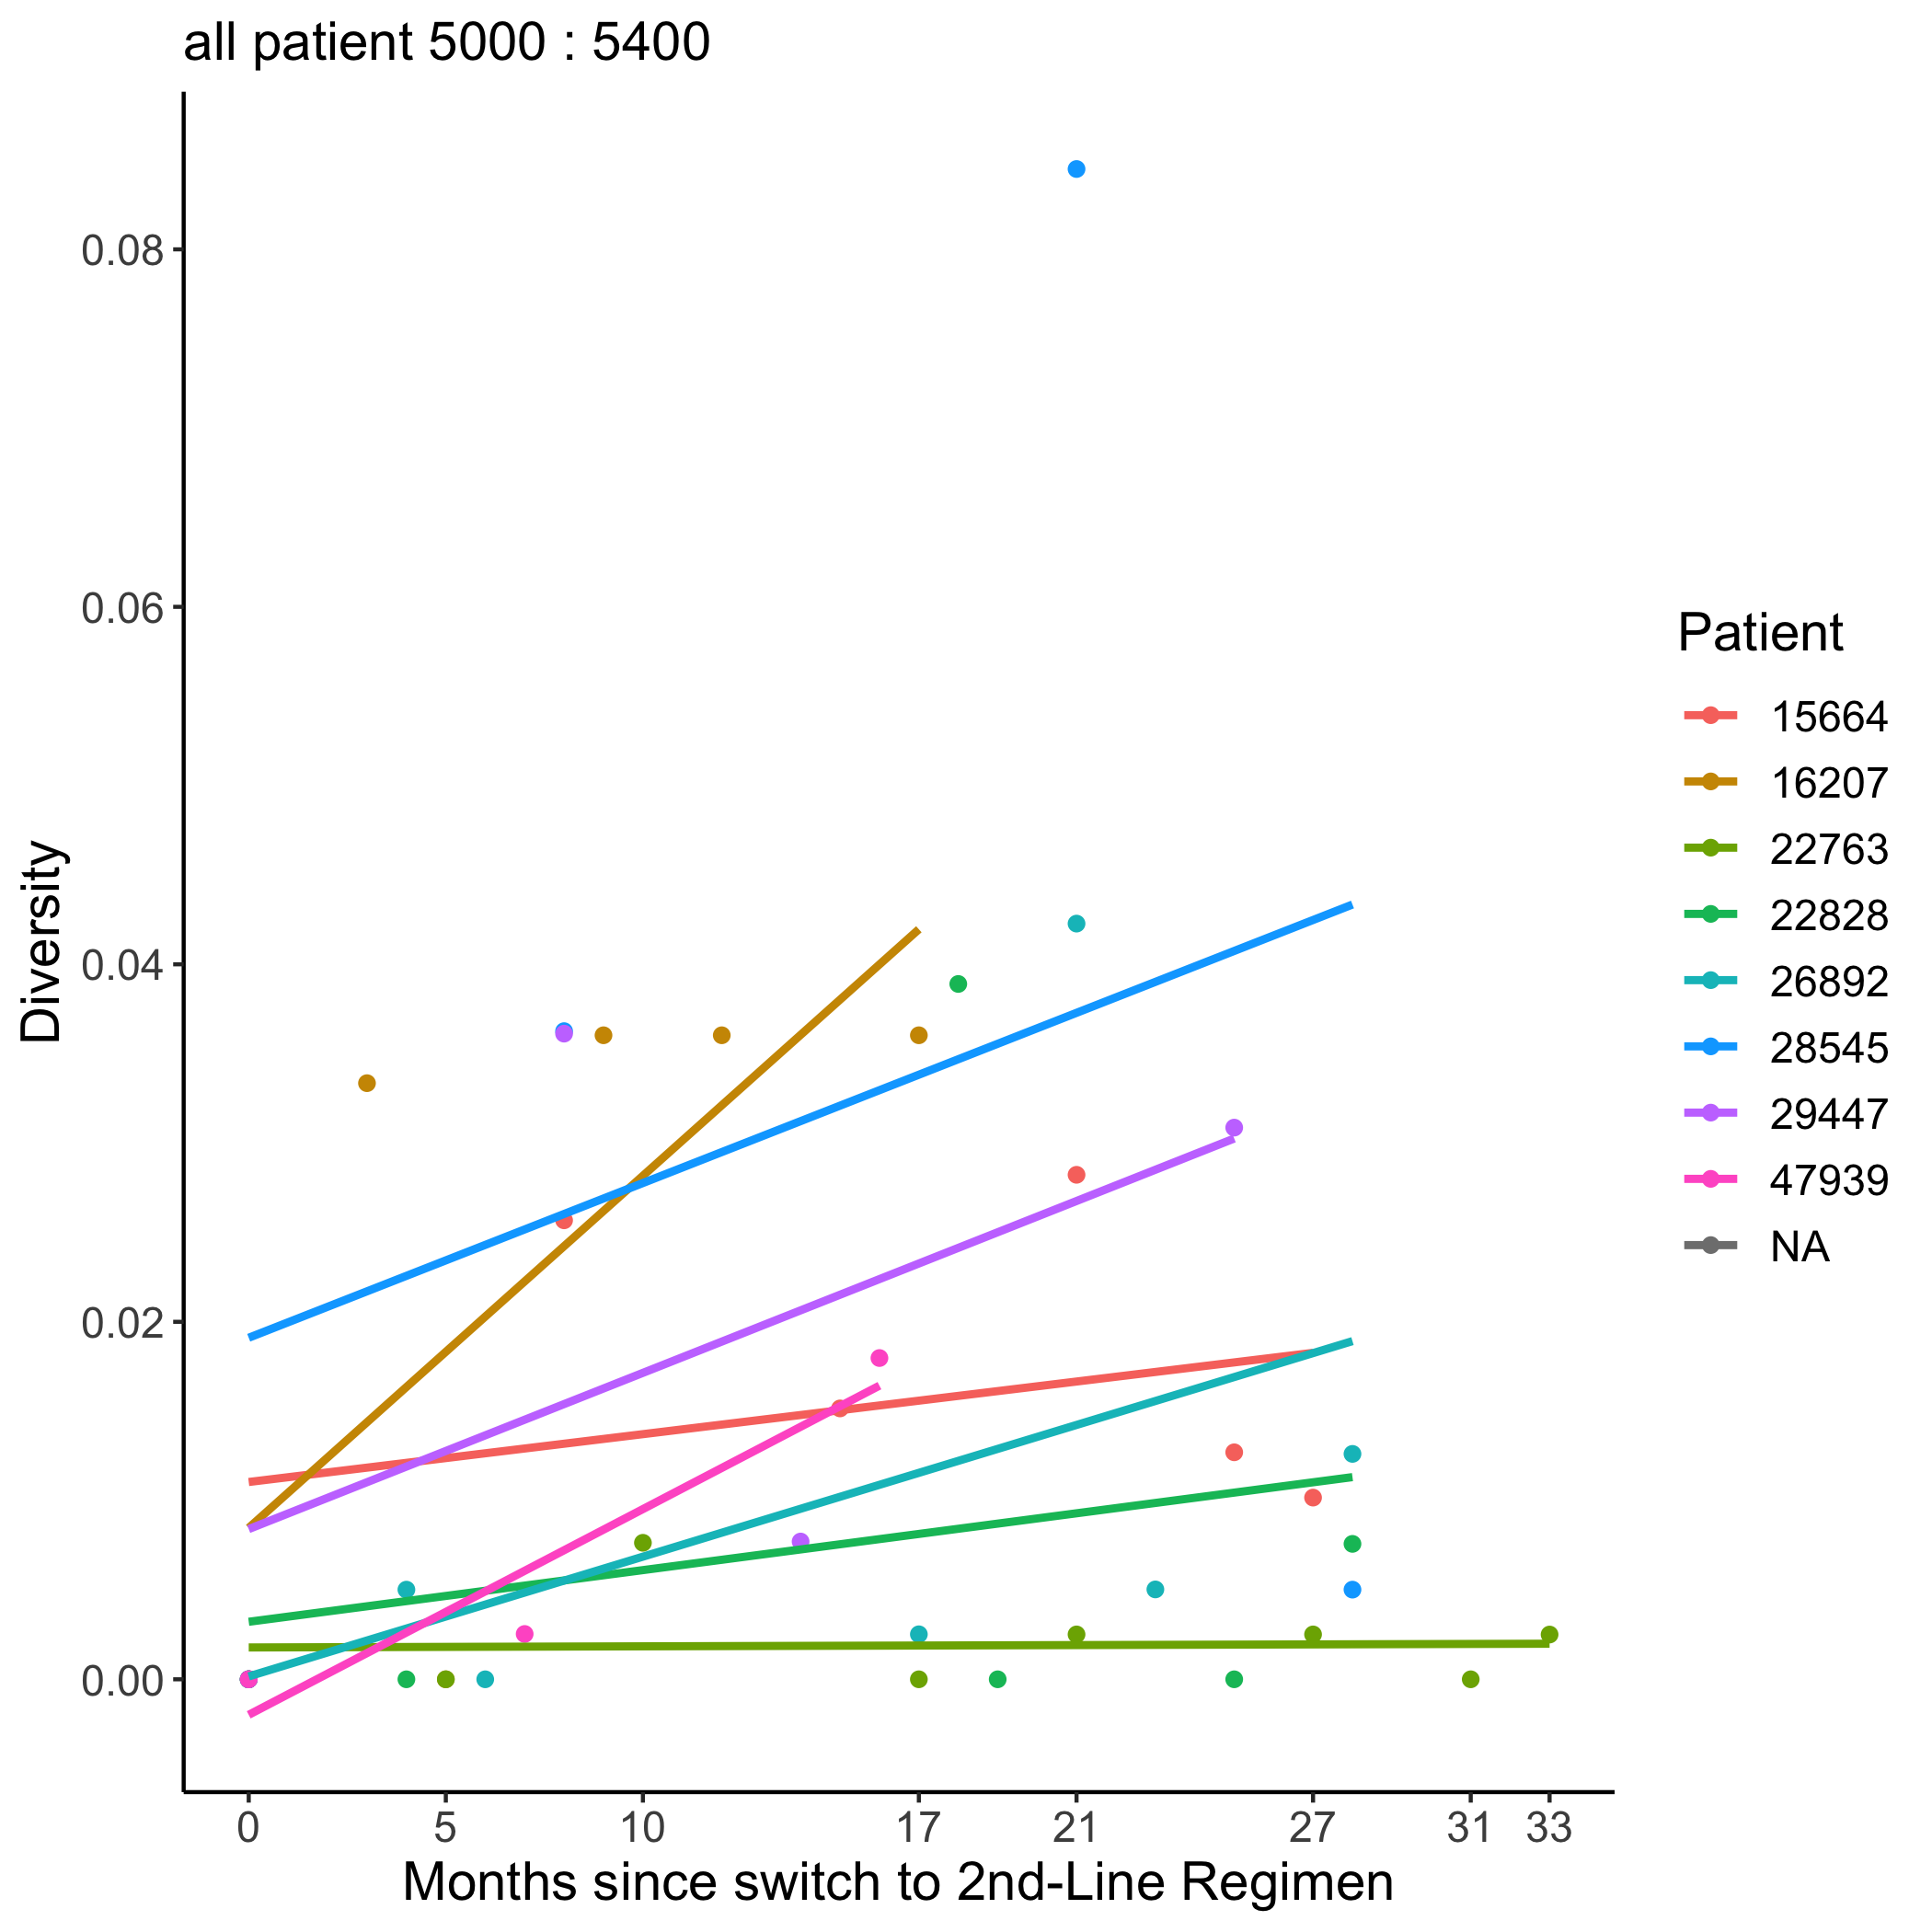 all patient 5000 : 5400
Diversity
0.08
0.06
0.04
0.02
0.00
0 5 10 17 21 27 31 33
Months since switch to 2nd-Line Regimen
Patient
15664
16207
22763
22828
26892
28545
29447
47939
NA